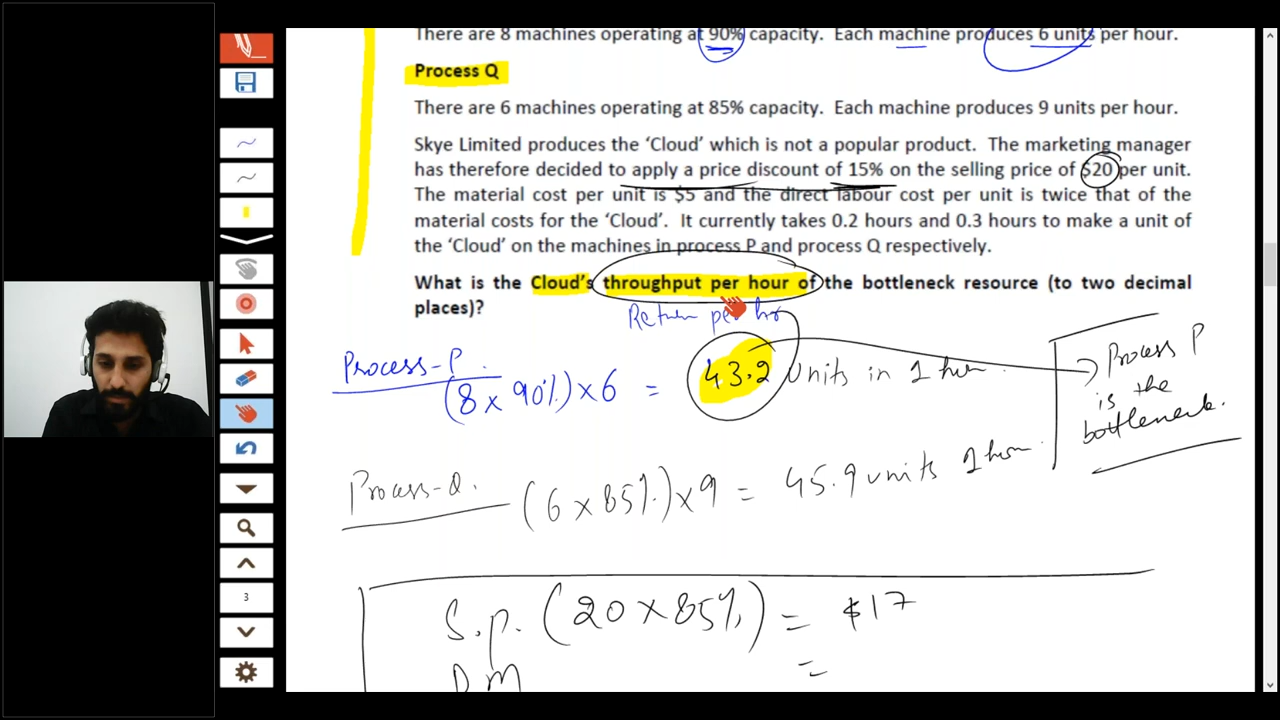 There are 8 machines operating at 90% capacity. Each machine produces 6 units per hour.
Process Q
There are 6 machines operating at 85% capacity. Each machine produces 9 units per hour.
Skye Limited produces the ‘Cloud’ which is not a popular product. The marketing manager
has therefore decided to apply a price discount of 15% on the selling price of $20 per unit.
The material cost per unit is $5 and the direct labour cost per unit is twice that of the
material costs for the ‘Cloud’. It currently takes 0.2 hours and 0.3 hours to make a unit of
the ‘Cloud’ on the machines in process P and process Q respectively.
What is the Cloud’s throughput per hour of the bottleneck resource (to two decimal
places)?
Return per hr
Process-P.
(8 x 90%) x 6 = 43.2 units in 1 hour.
Process P
is the
bottleneck.
Process-Q. (6 x 85%) x 9 = 45.9 units 1 hour.
S.p. (20 x 85%) = $17
D M =
3